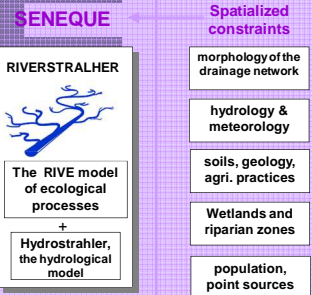 SENEQUE
RIVERSTRALHER
The RIVE model
of ecological
processes
+
Hydrostrahler,
the hydrological
model
Spatialized
constraints
morphology of the
drainage network
hydrology &
meteorology
soils, geology,
agri. practices
Wetlands and
riparian zones
population,
point sources